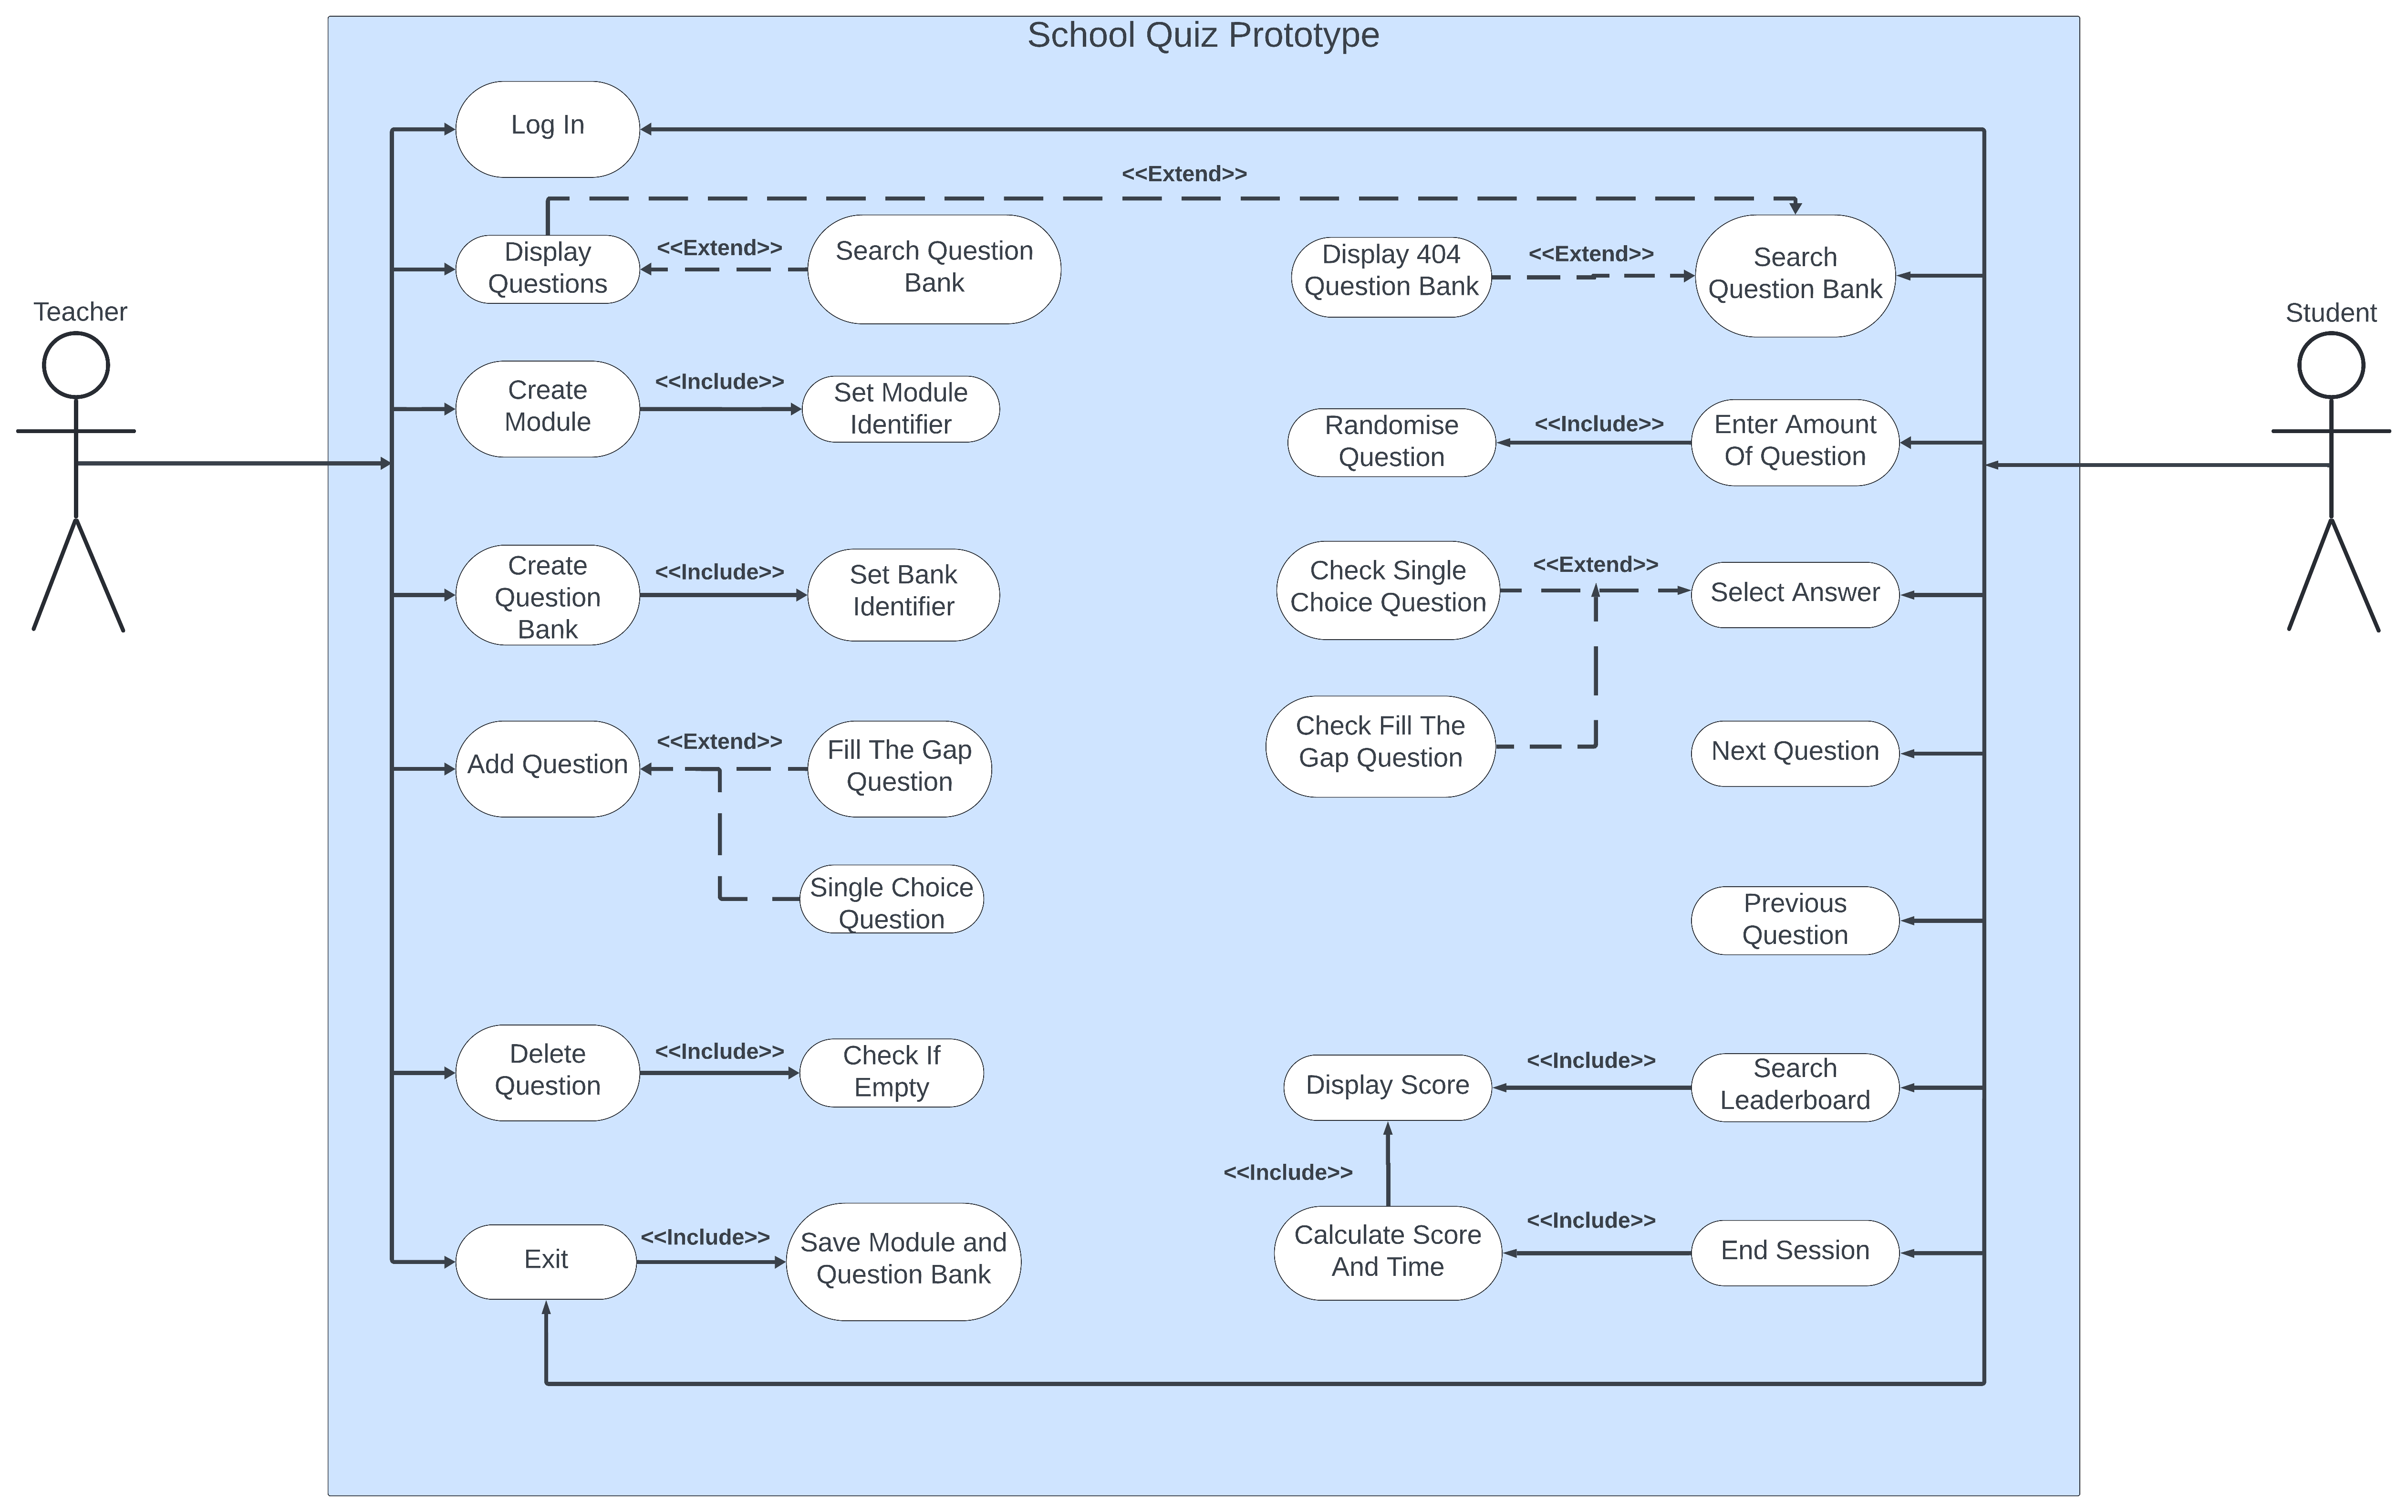 School Quiz Prototype
Log In
<<Extend>>
Display
Questions
<<Extend>>
Search Question
Bank
Display 404
Question Bank
<<Extend>>
Search
Question Bank
Teacher
Student
Create
Module
<<Include>>
Set Module
Identifier
Randomise
Question
<<Include>>
Enter Amount
Of Question
Create
Question
Bank
<<Include>>
Set Bank
Identifier
Check Single
Choice Question
<<Extend>>
Select Answer
Add Question
<<Extend>>
Fill The Gap
Question
Check Fill The
Gap Question
Next Question
Single Choice
Question
Previous
Question
Delete
Question
<<Include>>
Check If
Empty
Display Score
<<Include>>
Search
Leaderboard
<<Include>>
Exit
<<Include>>
Save Module and
Question Bank
Calculate Score
And Time
<<Include>>
End Session